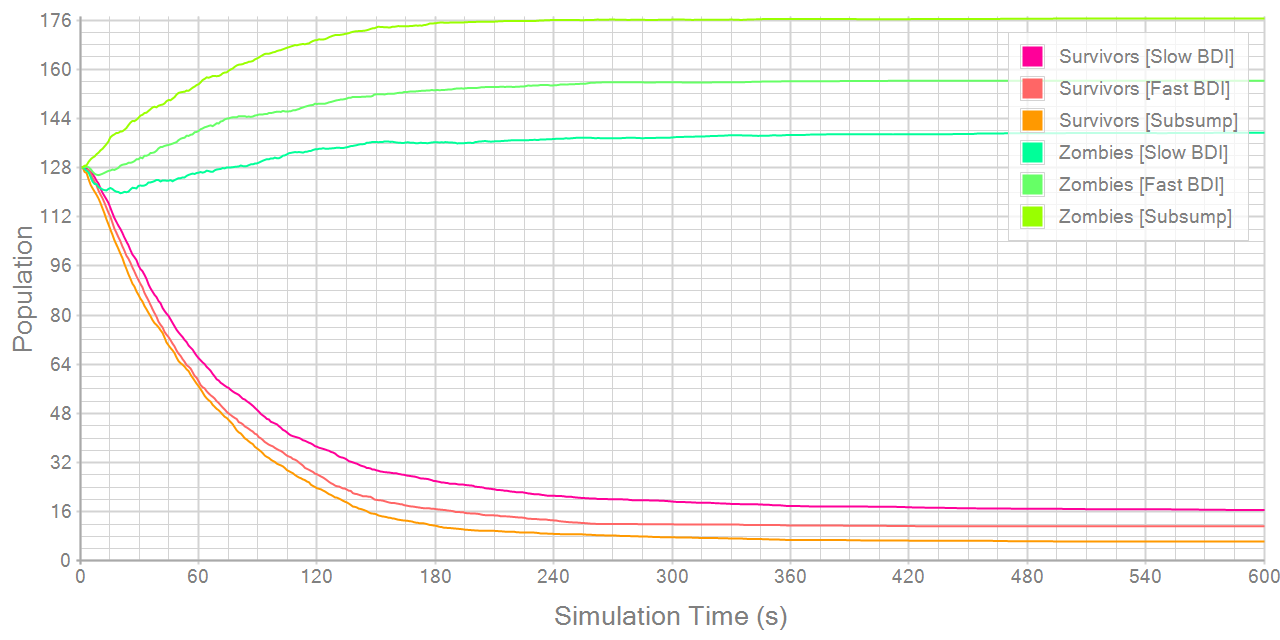 176
160
144
128
112
96
80
64
48
32
16
0
Population
Survivors [Slow BDI]
Survivors [Fast BDI]
Survivors [Subsump]
Zombies [Slow BDI]
Zombies [Fast BDI]
Zombies [Subsump]
0 60 120 180 240 300 360 420 480 540 600
Simulation Time (s)